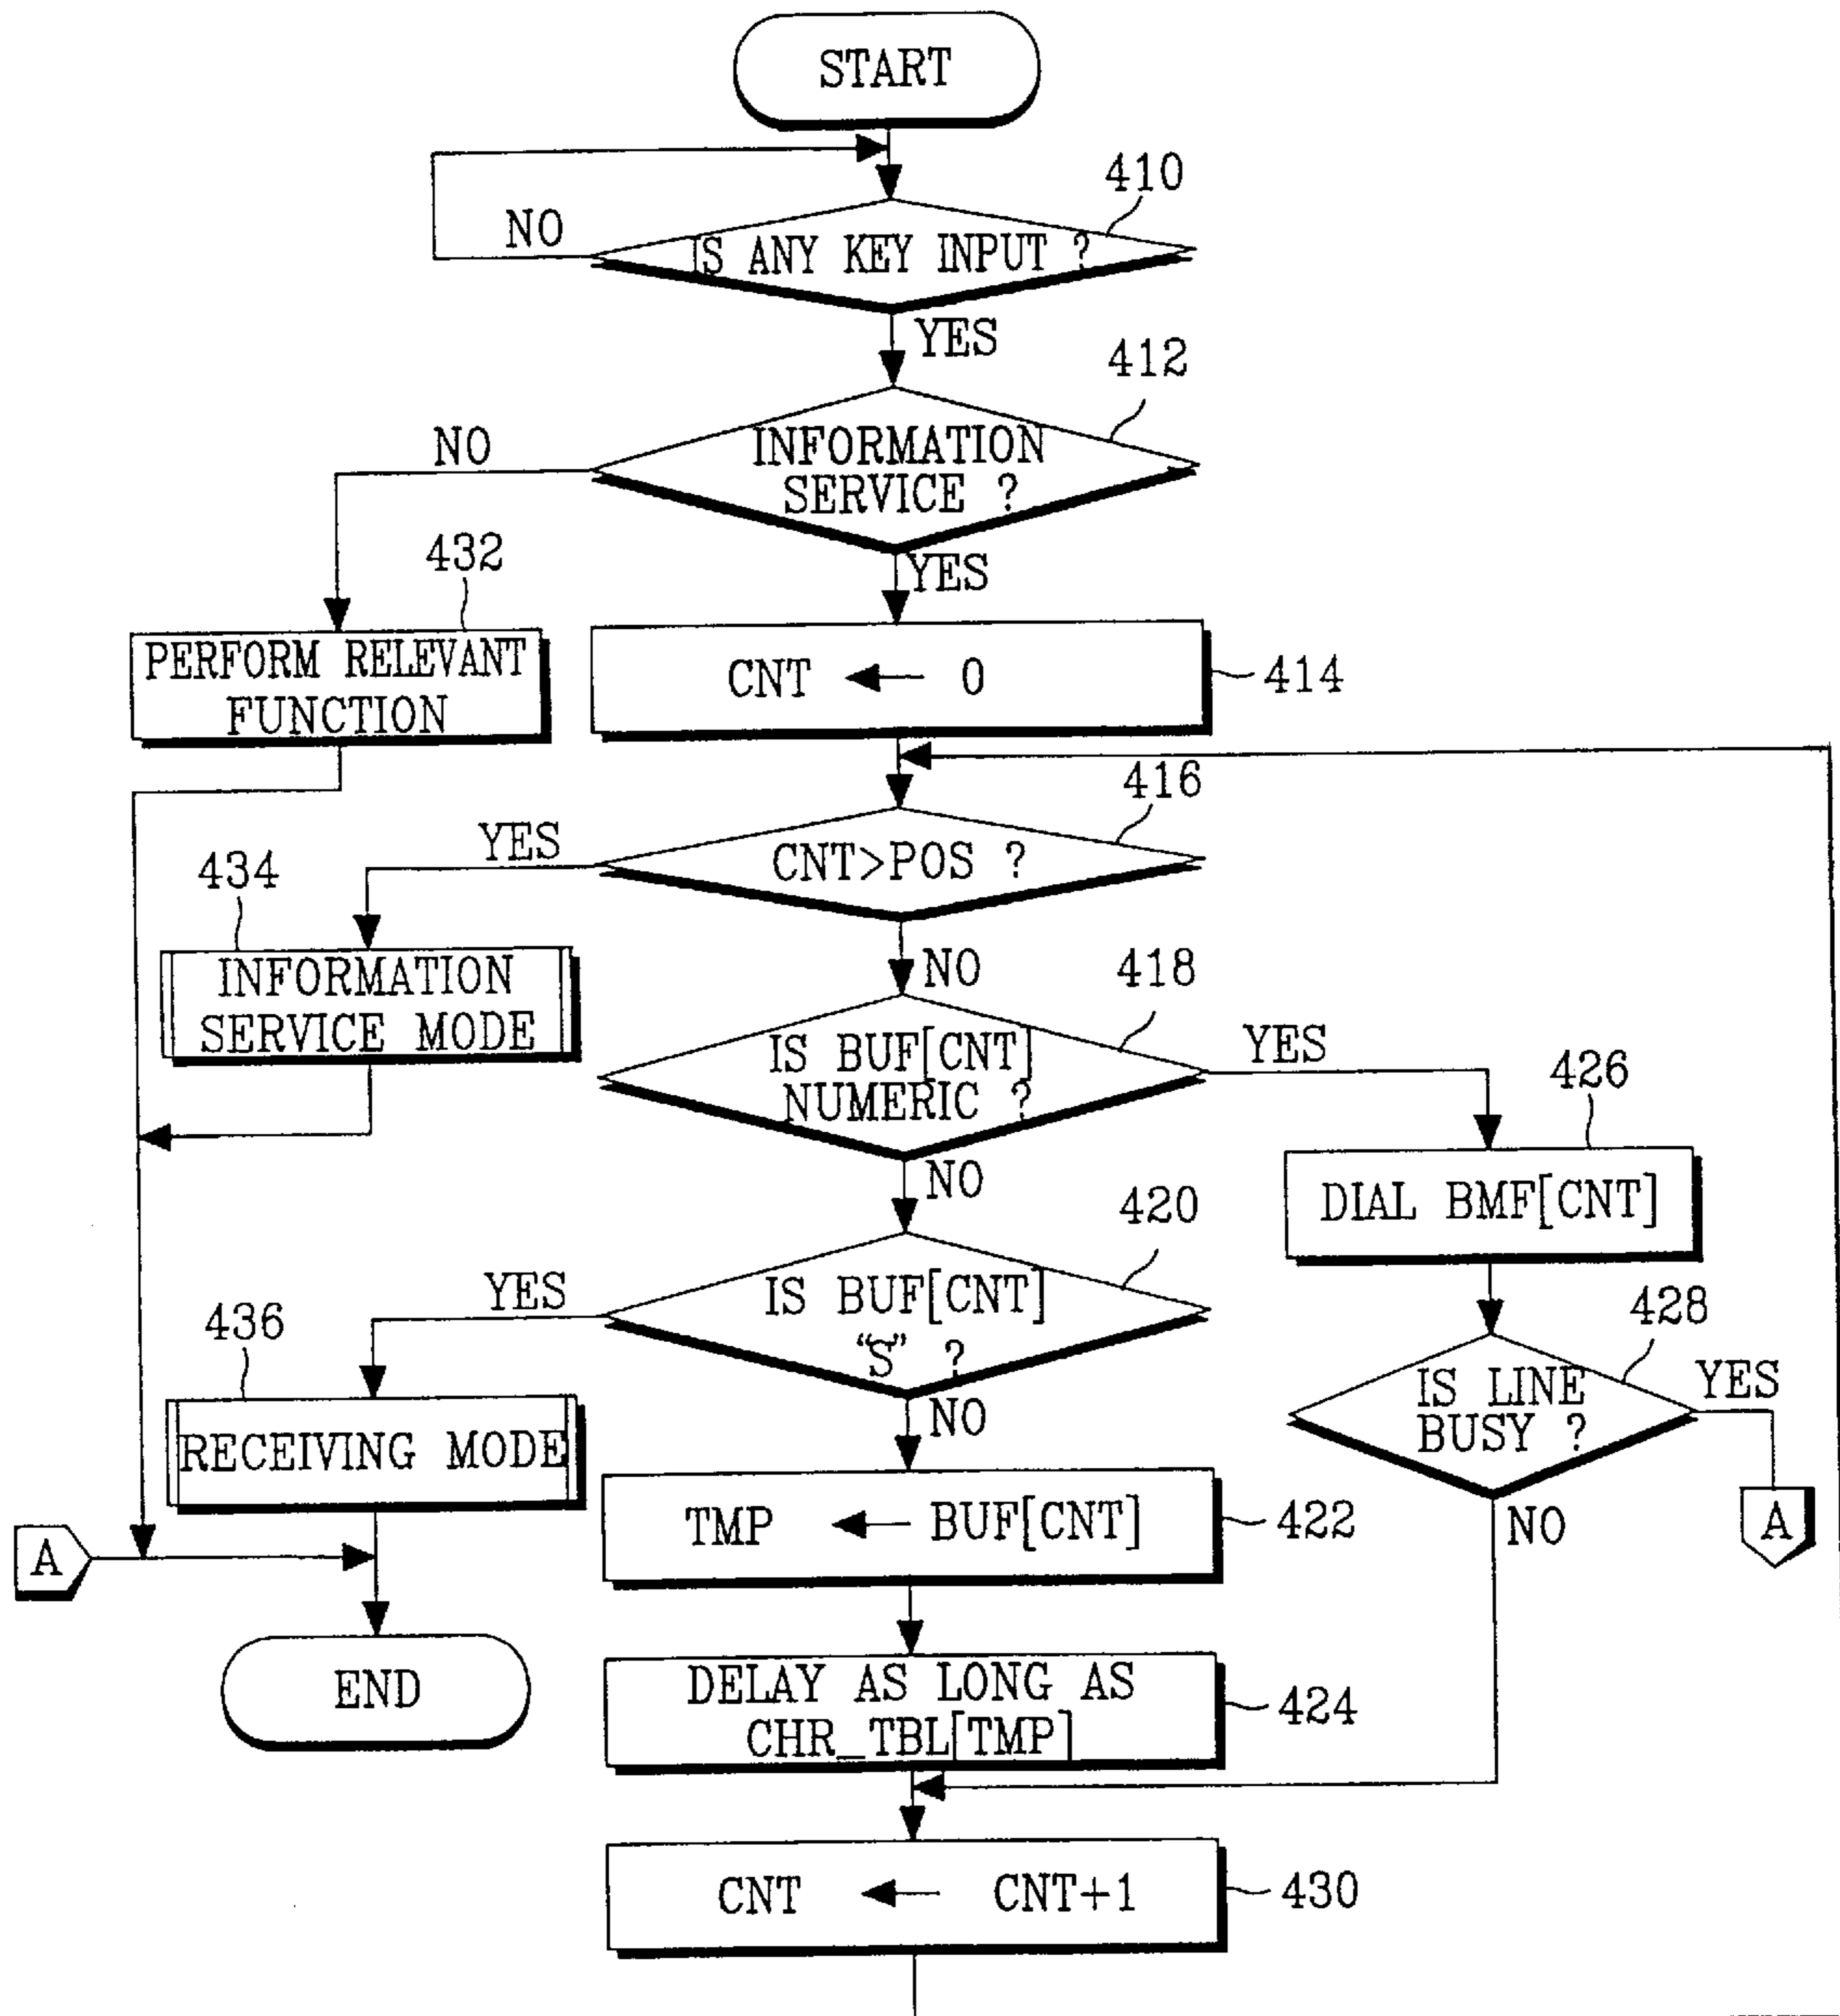 START
410
NO
IS ANY KEY INPUT ?
YES
412
NO
INFORMATION
SERVICE ?
YES
432
PERFORM RELEVANT
FUNCTION
CNT ← 0
414
416
YES
CNT>POS ?
434
NO
418
INFORMATION
SERVICE MODE
IS BUF[CNT]
NUMERIC ?
YES
426
NO
DIAL BMF[CNT]
420
YES
IS BUF[CNT]
“S” ?
436
428
IS LINE
BUSY ?
YES
NO
RECEIVING MODE
TMP ← BUF[CNT]
422
NO
A
A
END
DELAY AS LONG AS
CHR_TBL[TMP]
424
CNT ← CNT+1
430